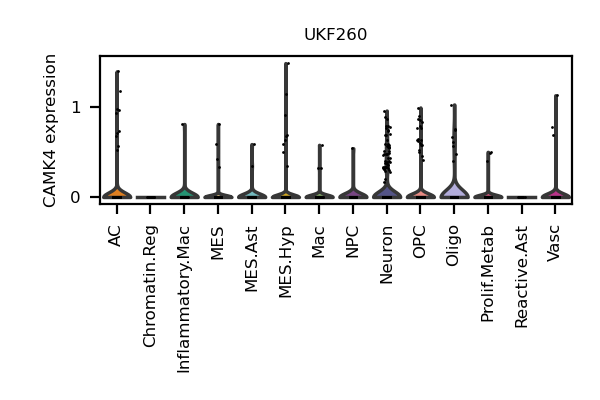 UKF260
CAMK4 expression
1
0
AC
Chromatin.Reg
Inflammatory.Mac
MES
MES.Ast
MES.Hyp
Mac
NPC
Neuron
OPC
Oligo
Prolif.Metab
Reactive.Ast
Vasc